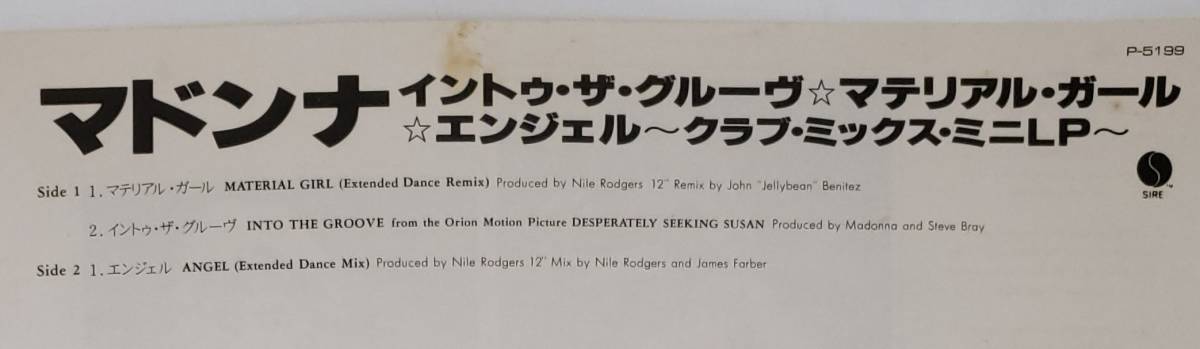 P-5199
マドンナ
イントゥ・ザ・グルーヴ☆マテリアル・ガール
☆エンジェル～クラブ・ミックス・ミニLP～
Side 1 1. マテリアル・ガール MATERIAL GIRL (Extended Dance Remix) Produced by Nile Rodgers 12" Remix by John "Jellybean" Benitez
2. イントゥ・ザ・グルーヴ INTO THE GROOVE from the Orion Motion Picture DESPERATELY SEEKING SUSAN Produced by Madonna and Steve Bray
Side 2 1. エンジェル ANGEL (Extended Dance Mix) Produced by Nile Rodgers 12" Mix by Nile Rodgers and James Farber
SIRE™